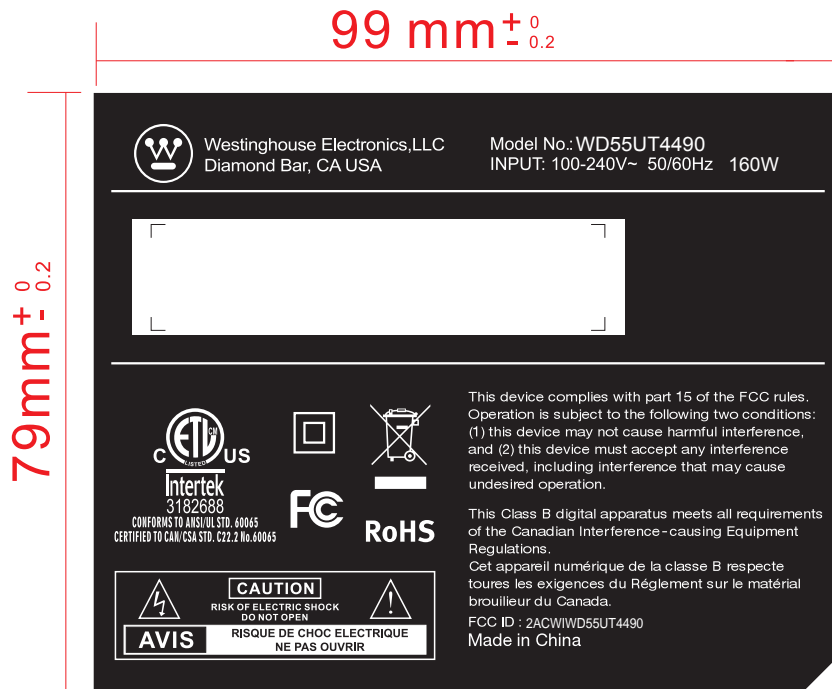 99 mm ± 0 0.2
79mm ± 0 0.2
Westinghouse Electronics,LLC
Diamond Bar, CA USA
Model No.: WD55UT4490
INPUT: 100-240V~ 50/60Hz 160W
ETL CM
LISTED
C US
Intertek
3182688
CONFORMS TO ANSI/UL STD. 60065
CERTIFIED TO CAN/CSA STD. C22.2 No.60065
FC
RoHS
CAUTION
RISK OF ELECTRIC SHOCK
DO NOT OPEN
AVIS
RISQUE DE CHOC ELECTRIQUE
NE PAS OUVRIR
This device complies with part 15 of the FCC rules.
Operation is subject to the following two conditions:
(1) this device may not cause harmful interference,
and (2) this device must accept any interference
received, including interference that may cause
undesired operation.
This Class B digital apparatus meets all requirements
of the Canadian Interference-causing Equipment
Regulations.
Cet appareil numérique de la classe B respecte
toures les exigences du Réglement sur le matérial
brouilieur du Canada.
FCC ID : 2ACWIWD55UT4490
Made in China